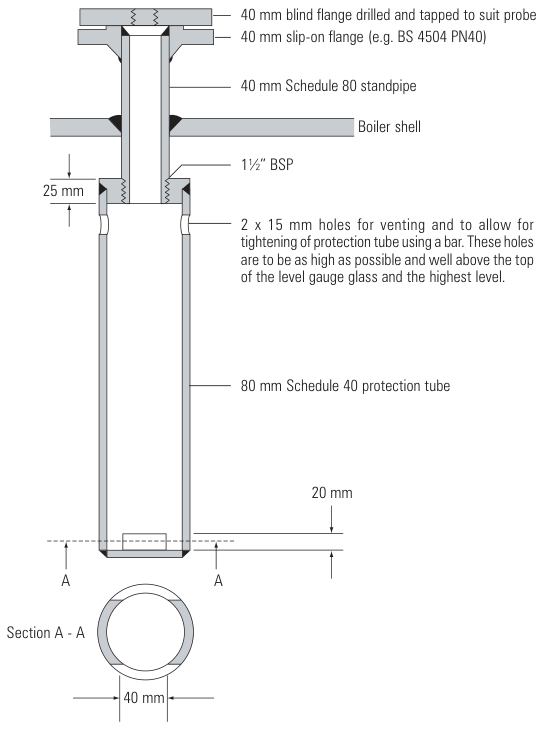 40 mm blind flange drilled and tapped to suit probe
40 mm slip-on flange (e.g. BS 4504 PN40)
40 mm Schedule 80 standpipe
Boiler shell
1½" BSP
25 mm
2 x 15 mm holes for venting and to allow for
tightening of protection tube using a bar. These holes
are to be as high as possible and well above the top
of the level gauge glass and the highest level.
80 mm Schedule 40 protection tube
20 mm
A
A
Section A - A
40 mm